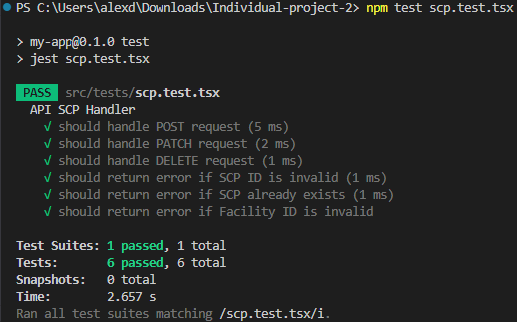 PS C:\Users\alexd\Downloads\Individual-project-2> npm test scp.test.tsx
> my-app@0.1.0 test
> jest scp.test.tsx
PASS src/tests/scp.test.tsx
API SCP Handler
√ should handle POST request (5 ms)
√ should handle PATCH request (2 ms)
√ should handle DELETE request (1 ms)
√ should return error if SCP ID is invalid (1 ms)
√ should return error if SCP already exists (1 ms)
√ should return error if Facility ID is invalid
Test Suites: 1 passed, 1 total
Tests: 6 passed, 6 total
Snapshots: 0 total
Time: 2.657 s
Ran all test suites matching /scp.test.tsx/i.